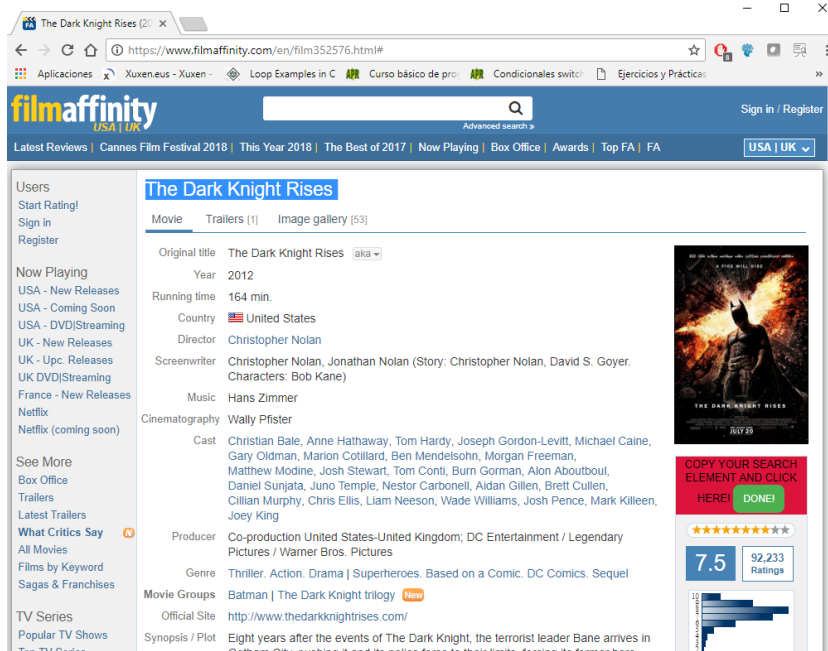 The Dark Knight Rises (20
https://www.filmaffinity.com/en/film352576.html#
8
Aplicaciones Xuxen.eus - Xuxen - Loop Examples in C APR Curso básico de pro APR Condicionales switch Ejercicios y Prácticas »
filmaffinity
USA | UK
Advanced search »
Sign in / Register
Latest Reviews | Cannes Film Festival 2018 | This Year 2018 | The Best of 2017 | Now Playing | Box Office | Awards | Top FA | FA
USA | UK
Users
Start Rating!
Sign in
Register
Now Playing
USA - New Releases
USA - Coming Soon
USA - DVD|Streaming
UK - New Releases
UK - Upc. Releases
UK DVD|Streaming
France - New Releases
Netflix
Netflix (coming soon)
See More
Box Office
Trailers
Latest Trailers
What Critics Say N
All Movies
Films by Keyword
Sagas & Franchises
TV Series
Popular TV Shows
The Dark Knight Rises
Movie Trailers [1] Image gallery [53]
Original title The Dark Knight Rises aka
Year 2012
Running time 164 min.
Country United States
Director Christopher Nolan
Screenwriter Christopher Nolan, Jonathan Nolan (Story: Christopher Nolan, David S. Goyer.
Characters: Bob Kane)
Music Hans Zimmer
Cinematography Wally Pfister
Cast Christian Bale, Anne Hathaway, Tom Hardy, Joseph Gordon-Levitt, Michael Caine,
Gary Oldman, Marion Cotillard, Ben Mendelsohn, Morgan Freeman,
Matthew Modine, Josh Stewart, Tom Conti, Burn Gorman, Alon Aboutboul,
Daniel Sunjata, Juno Temple, Nestor Carbonell, Aidan Gillen, Brett Cullen,
Cillian Murphy, Chris Ellis, Liam Neeson, Wade Williams, Josh Pence, Mark Killeen,
Joey King
Producer Co-production United States-United Kingdom; DC Entertainment / Legendary
Pictures / Warner Bros. Pictures
Genre Thriller. Action. Drama | Superheroes. Based on a Comic. DC Comics. Sequel
Movie Groups Batman | The Dark Knight trilogy New
Official Site http://www.thedarkknightrises.com/
Synopsis / Plot Eight years after the events of The Dark Knight, the terrorist leader Bane arrives in
A FIRE WILL RISE
THE DARK KNIGHT RISES
JULY 20
COPY YOUR SEARCH
ELEMENT AND CLICK
HERE! DONE!
7.5
92,233
Ratings